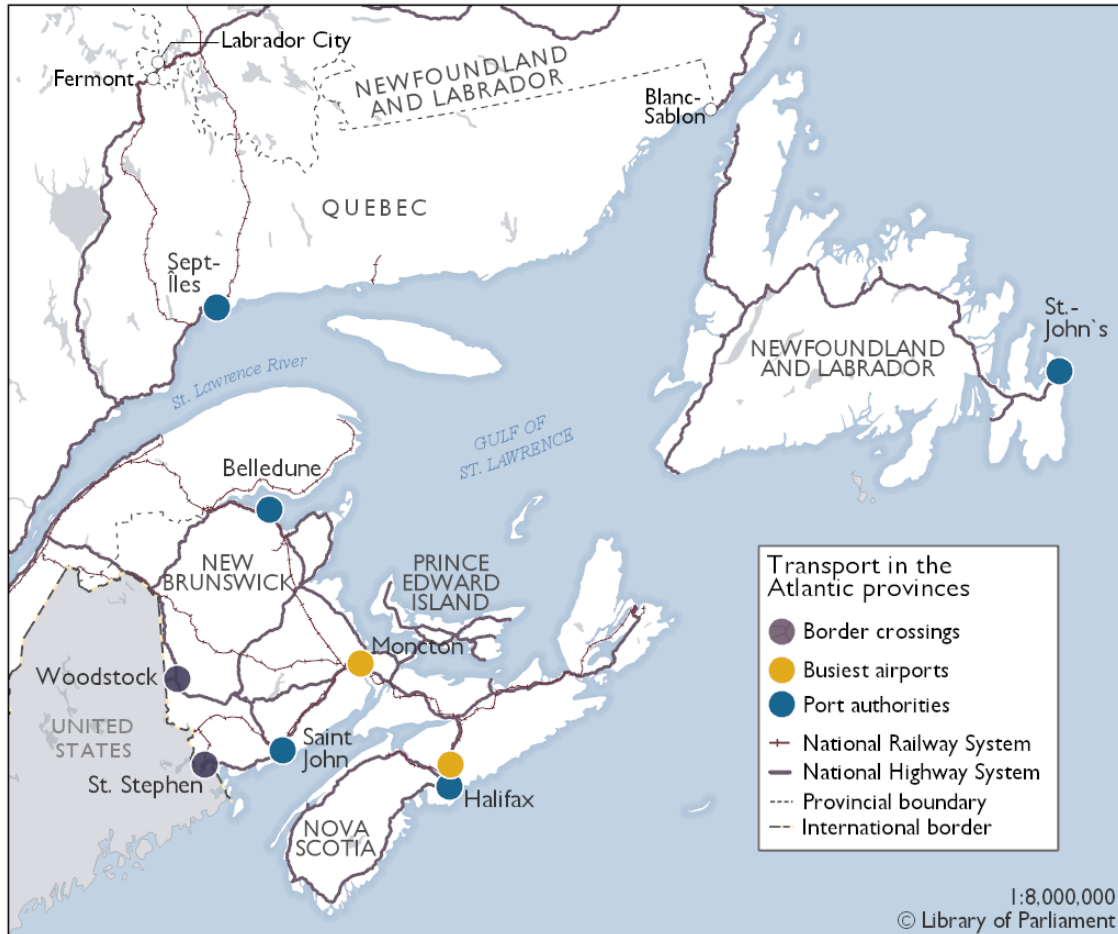 Labrador City
Fermont
NEWFOUNDLAND
AND LABRADOR
Blanc-
Sablon
QUEBEC
Sept-
Îles
St.-
John`s
NEWFOUNDLAND
AND LABRADOR
St. Lawrence River
GULF OF
ST. LAWRENCE
Belledune
NEW
BRUNSWICK
PRINCE
EDWARD
ISLAND
Moncton
Woodstock
UNITED
STATES
Saint
John
St. Stephen
Halifax
NOVA
SCOTIA
Transport in the
Atlantic provinces
Border crossings
Busiest airports
Port authorities
National Railway System
National Highway System
Provincial boundary
International border
1:8,000,000
© Library of Parliament